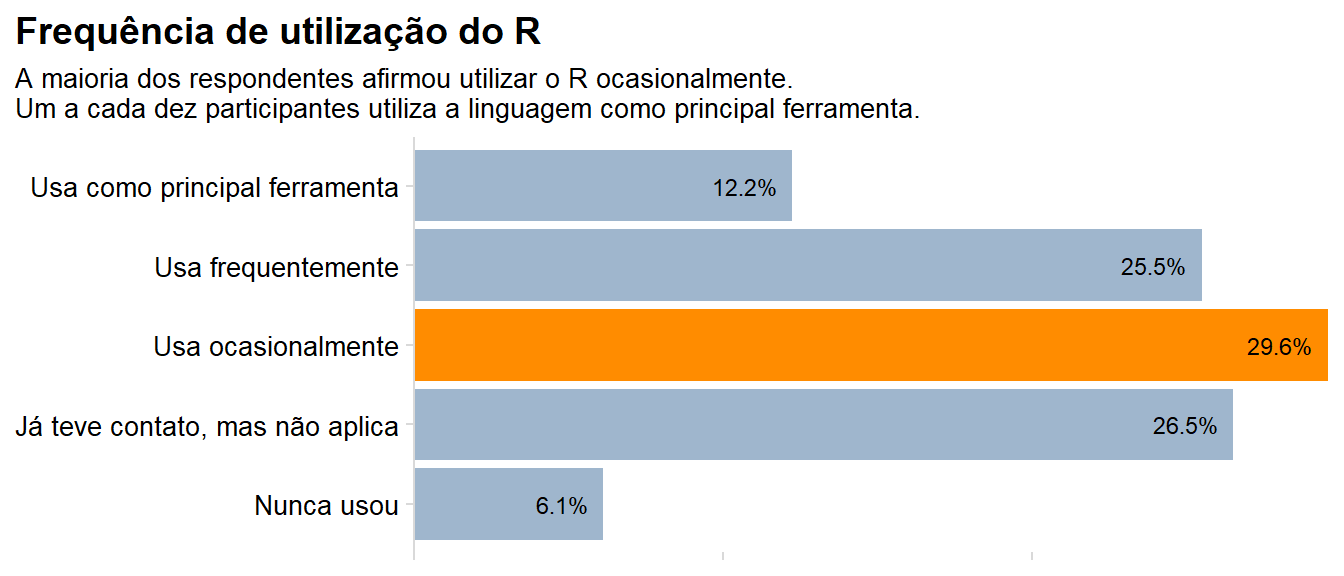 Frequência de utilização do R
A maioria dos respondentes afirmou utilizar o R ocasionalmente.
Um a cada dez participantes utiliza a linguagem como principal ferramenta.
Usa como principal ferramenta
12.2%
Usa frequentemente
25.5%
Usa ocasionalmente
29.6%
Já teve contato, mas não aplica
26.5%
Nunca usou
6.1%